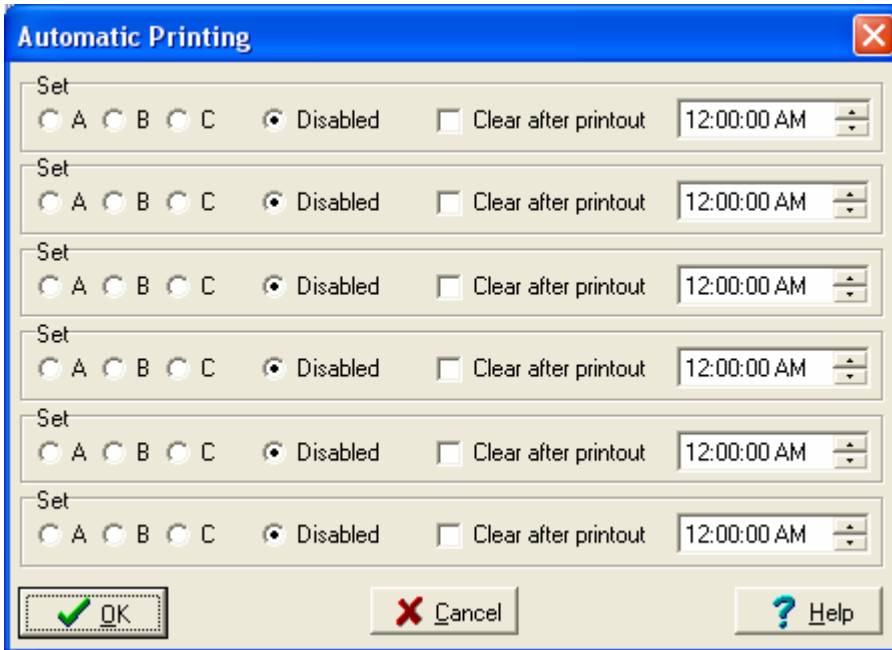 Automatic Printing
Set
A B C Disabled Clear after printout 12:00:00 AM
Set
A B C Disabled Clear after printout 12:00:00 AM
Set
A B C Disabled Clear after printout 12:00:00 AM
Set
A B C Disabled Clear after printout 12:00:00 AM
Set
A B C Disabled Clear after printout 12:00:00 AM
Set
A B C Disabled Clear after printout 12:00:00 AM
OK Cancel Help